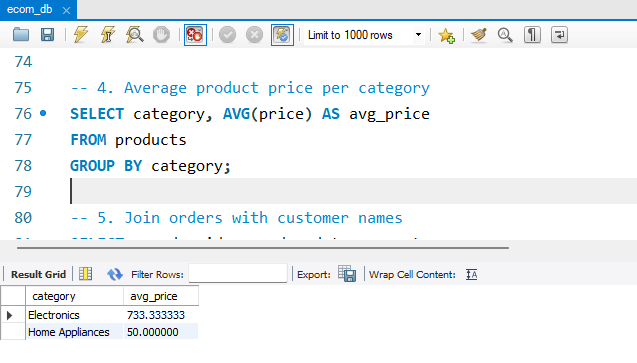 ecom_db
Limit to 1000 rows
74
75 -- 4. Average product price per category
76 SELECT category, AVG(price) AS avg_price
77 FROM products
78 GROUP BY category;
79
80 -- 5. Join orders with customer names
Result Grid Filter Rows: Export: Wrap Cell Content:
category avg_price
Electronics 733.333333
Home Appliances 50.000000